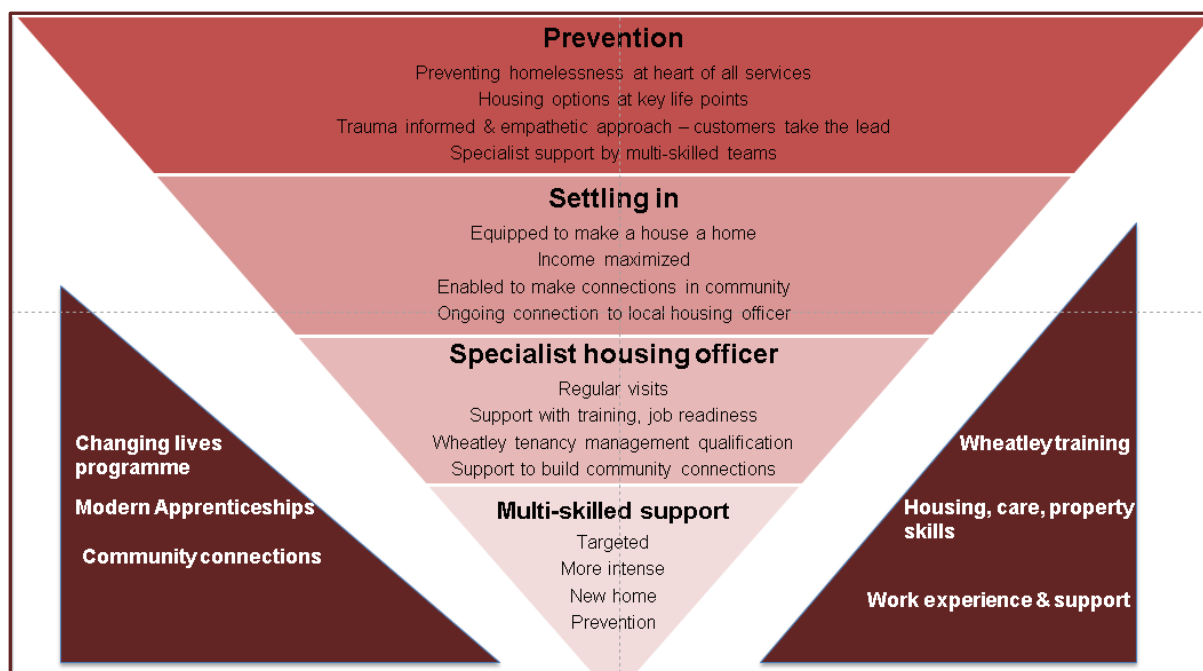 Prevention
Preventing homelessness at heart of all services
Housing options at key life points
Trauma informed & empathetic approach – customers take the lead
Specialist support by multi-skilled teams
Settling in
Equipped to make a house a home
Income maximized
Enabled to make connections in community
Ongoing connection to local housing officer
Specialist housing officer
Regular visits
Support with training, job readiness
Wheatley tenancy management qualification
Support to build community connections
Multi-skilled support
Targeted
More intense
New home
Prevention
Changing lives
programme
Modern Apprenticeships
Community connections
Wheatley training
Housing, care, property
skills
Work experience & support